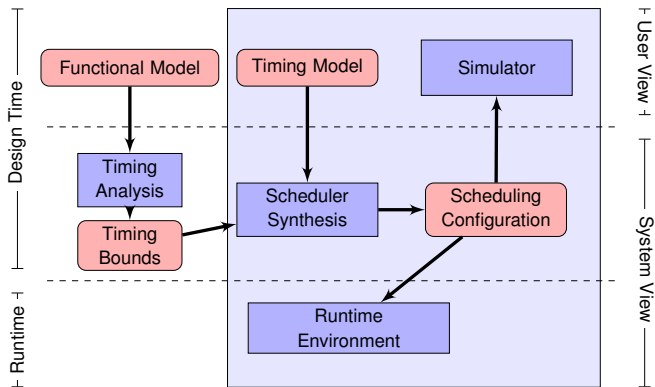 Functional Model
Timing Model
Simulator
Timing
Analysis
Scheduler
Synthesis
Scheduling
Configuration
Timing
Bounds
Runtime
Environment
Design Time
Runtime
User View
System View